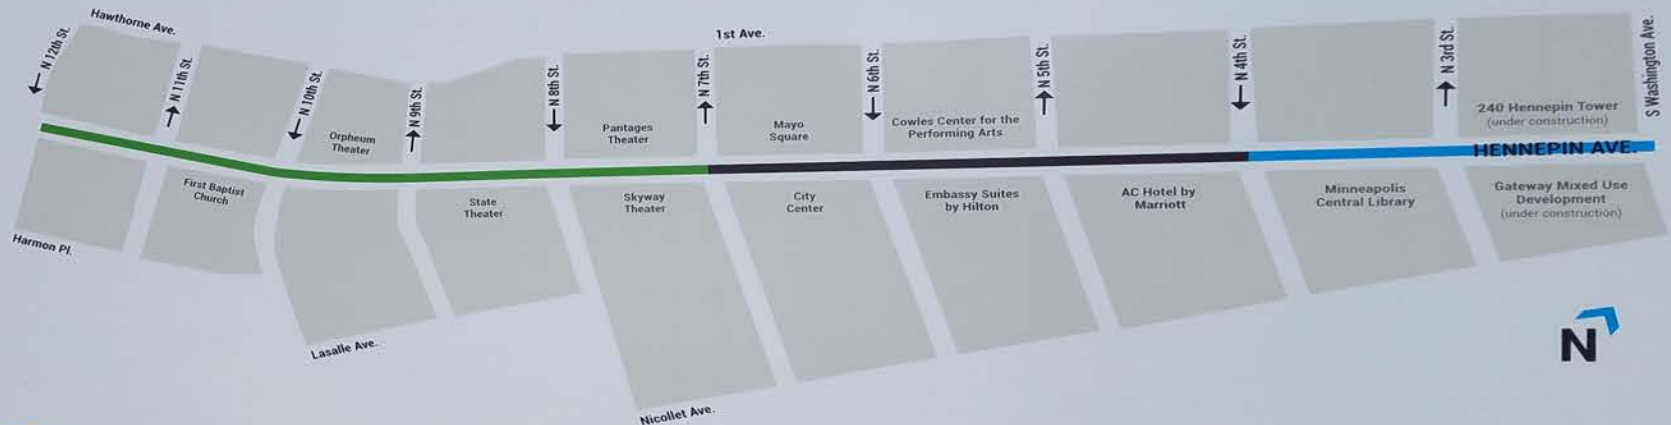 Hawthorne Ave.
1st Ave.
N 12th St.
N 11th St.
N 10th St.
N 9th St.
N 8th St.
N 7th St.
N 6th St.
N 5th St.
N 4th St.
N 3rd St.
S Washington Ave.
Orpheum
Theater
Pantages
Theater
Mayo
Square
Cowles Center for the
Performing Arts
240 Hennepin Tower
(under construction)
HENNEPIN AVE.
First Baptist
Church
State
Theater
Skyway
Theater
City
Center
Embassy Suites
by Hilton
AC Hotel by
Marriott
Minneapolis
Central Library
Gateway Mixed Use
Development
(under construction)
Harmon Pl.
Lasalle Ave.
Nicollet Ave.
N